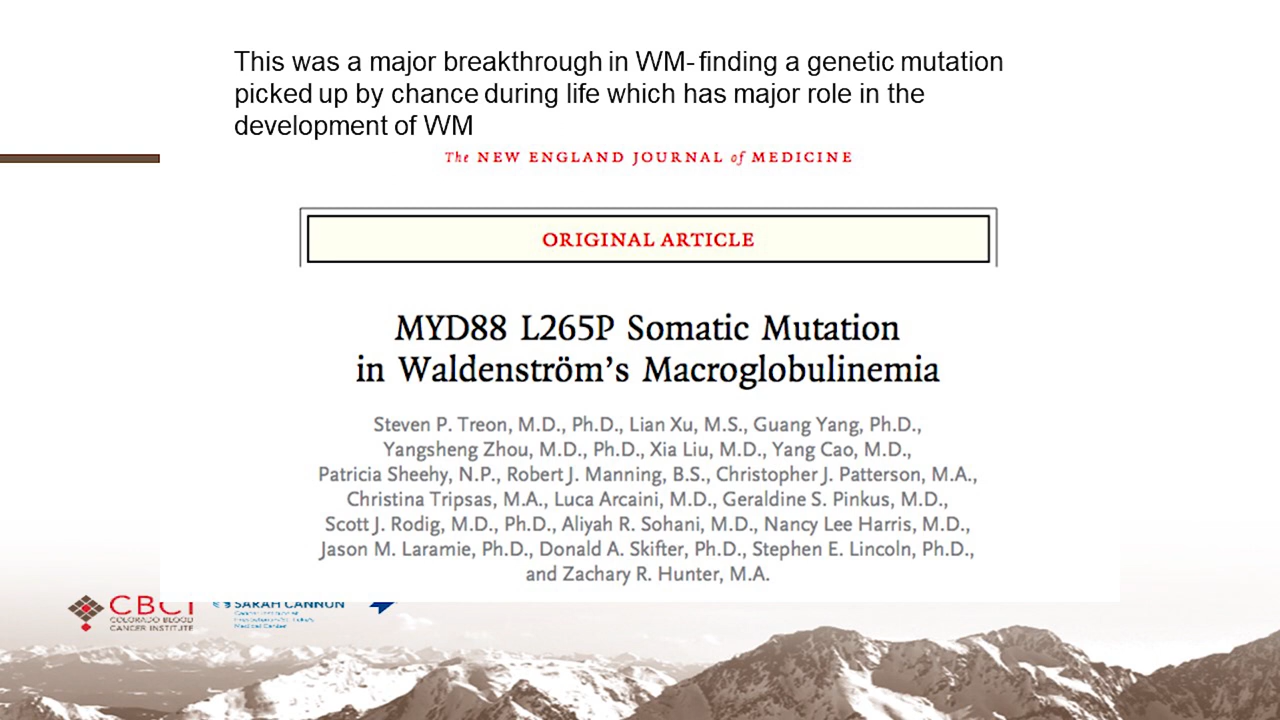 This was a major breakthrough in WM- finding a genetic mutation
picked up by chance during life which has major role in the
development of WM
The NEW ENGLAND JOURNAL of MEDICINE
ORIGINAL ARTICLE
MYD88 L265P Somatic Mutation
in Waldenström's Macroglobulinemia
Steven P. Treon, M.D., Ph.D., Lian Xu, M.S., Guang Yang, Ph.D.,
Yangsheng Zhou, M.D., Ph.D., Xia Liu, M.D., Yang Cao, M.D.,
Patricia Sheehy, N.P., Robert J. Manning, B.S., Christopher J. Patterson, M.A.,
Christina Tripsas, M.A., Luca Arcaini, M.D., Geraldine S. Pinkus, M.D.,
Scott J. Rodig, M.D., Ph.D., Aliyah R. Sohani, M.D., Nancy Lee Harris, M.D.,
Jason M. Laramie, Ph.D., Donald A. Skifter, Ph.D., Stephen E. Lincoln, Ph.D.,
and Zachary R. Hunter, M.A.
CBCI
COLORADO BLOOD
CANCER INSTITUTE
SARAH CANNON
Medical Center